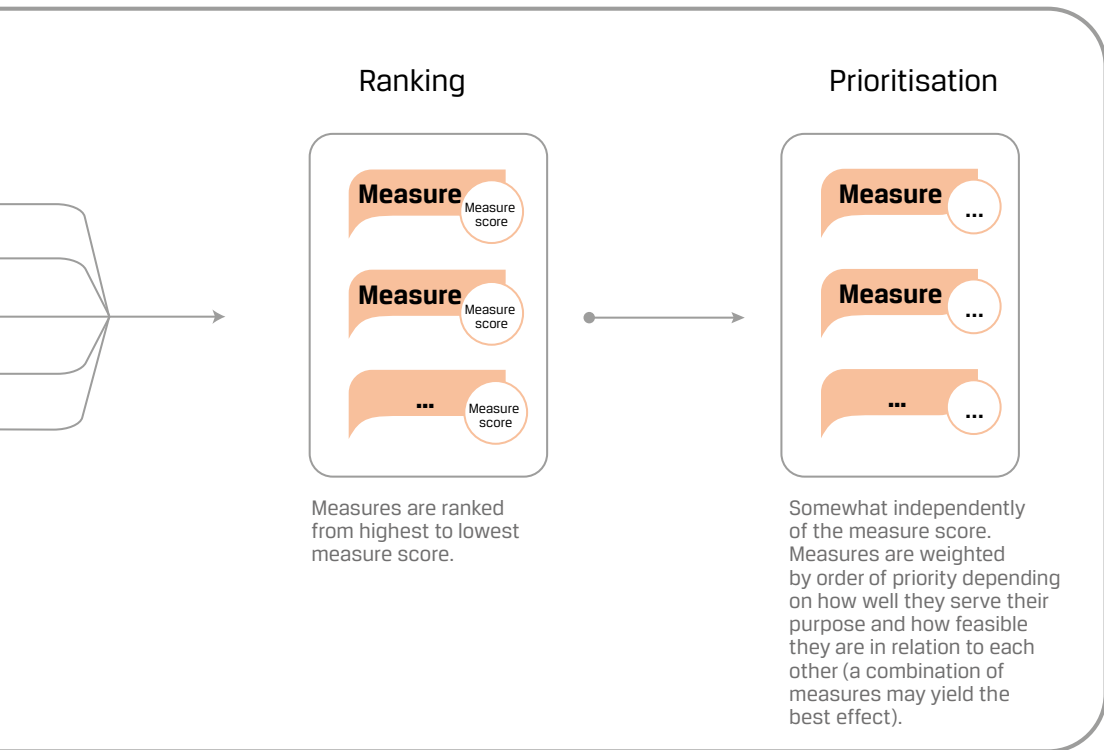 Ranking
Measure
Measure
score
Measure
Measure
score
...
Measure
score
Measures are ranked
from highest to lowest
measure score.
Prioritisation
Measure
...
Measure
...
...
...
Somewhat independently
of the measure score.
Measures are weighted
by order of priority depending
on how well they serve their
purpose and how feasible
they are in relation to each
other (a combination of
measures may yield the
best effect).